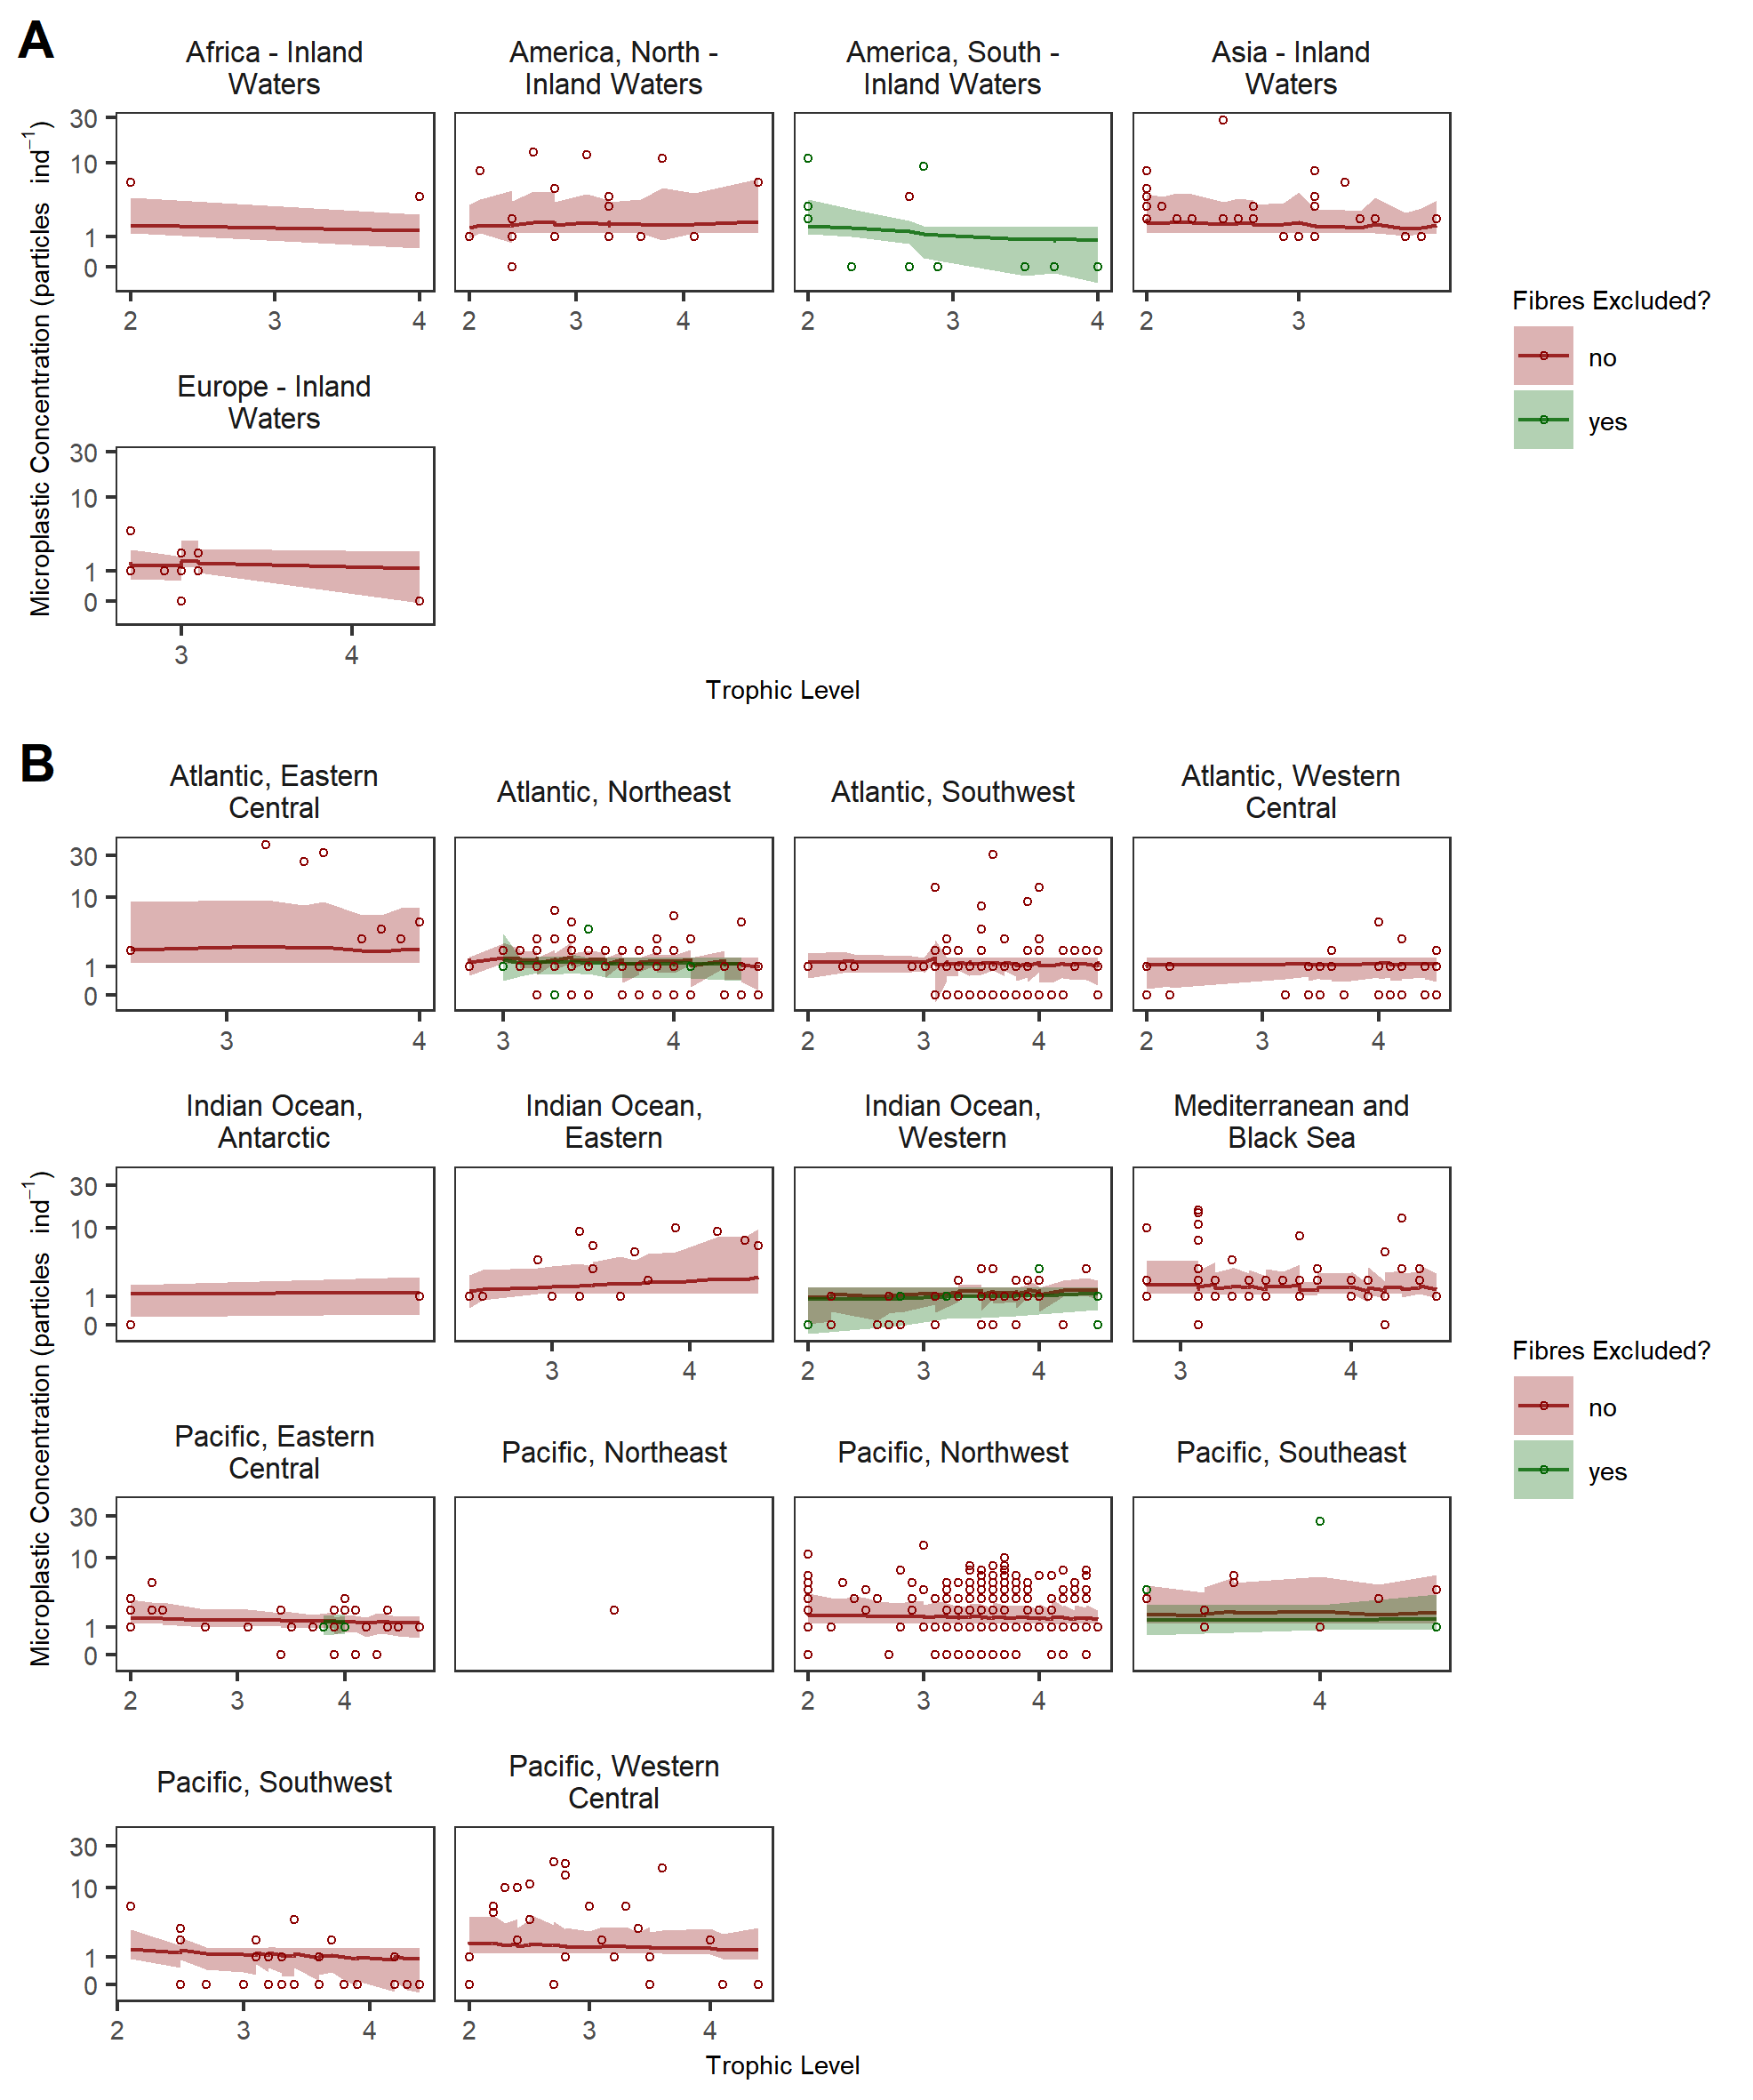 A
Africa - Inland
Waters
America, North -
Inland Waters
America, South -
Inland Waters
Asia - Inland
Waters
30
10
1
0
2 3 4
2 3 4
2 3 4
2 3
Europe - Inland
Waters
30
10
1
0
3 4
Microplastic Concentration (particles ind⁻¹)
Trophic Level
Fibres Excluded?
no
yes
B
Atlantic, Eastern
Central
Atlantic, Northeast
Atlantic, Southwest
Atlantic, Western
Central
30
10
1
0
3 4
3 4
2 3 4
2 3 4
Indian Ocean,
Antarctic
Indian Ocean,
Eastern
Indian Ocean,
Western
Mediterranean and
Black Sea
30
10
1
0
3 4
2 3 4
3 4
Pacific, Eastern
Central
Pacific, Northeast
Pacific, Northwest
Pacific, Southeast
30
10
1
0
2 3 4
2 3 4
4
Pacific, Southwest
Pacific, Western
Central
30
10
1
0
2 3 4
2 3 4
Microplastic Concentration (particles ind⁻¹)
Trophic Level
Fibres Excluded?
no
yes